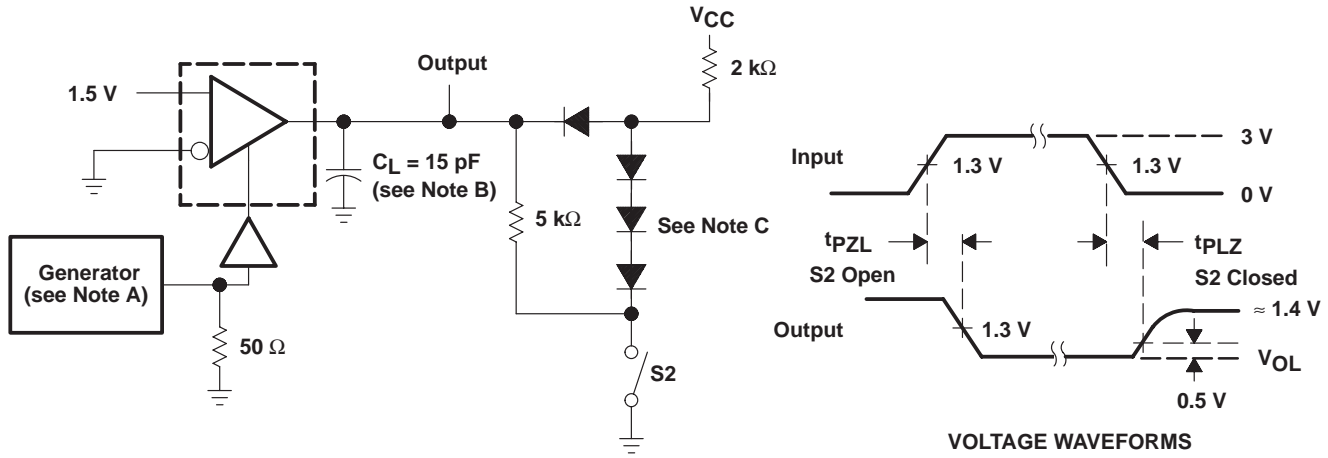 VCC
2 kΩ
Output
1.5 V
CL = 15 pF
(see Note B)
5 kΩ
See Note C
Generator
(see Note A)
50 Ω
S2
Input
3 V
1.3 V
1.3 V
0 V
tPZL
tPLZ
S2 Open
S2 Closed
≈ 1.4 V
Output
1.3 V
VOL
0.5 V
VOLTAGE WAVEFORMS